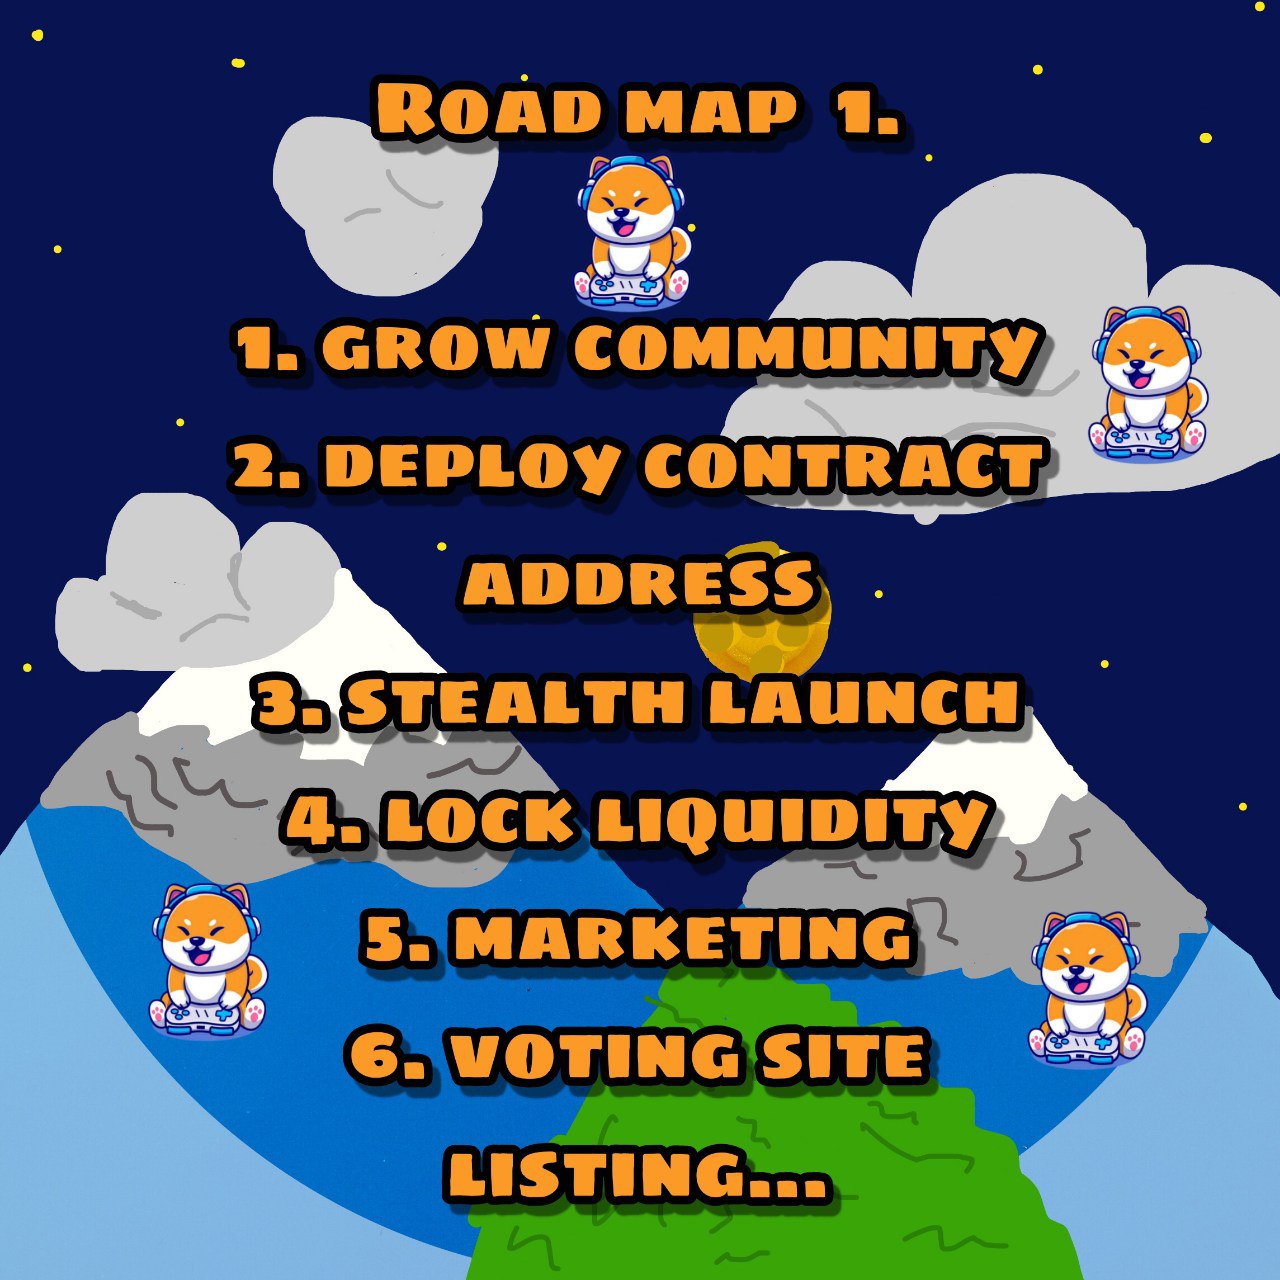 ROAD MAP 1.
1. GROW COMMUNITY
2. DEPLOY CONTRACT
ADDRESS
3. STEALTH LAUNCH
4. LOCK LIQUIDITY
5. MARKETING
6. VOTING SITE
LISTING...